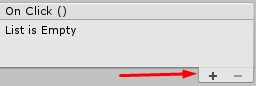 On Click ()
List is Empty
+ −